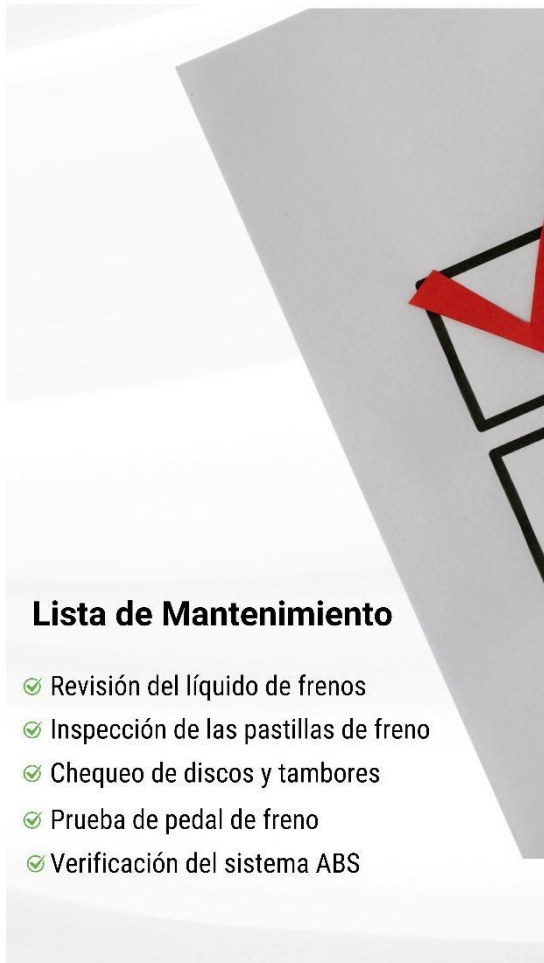 Lista de Mantenimiento
Revisión del líquido de frenos
Inspección de las pastillas de freno
Chequeo de discos y tambores
Prueba de pedal de freno
Verificación del sistema ABS